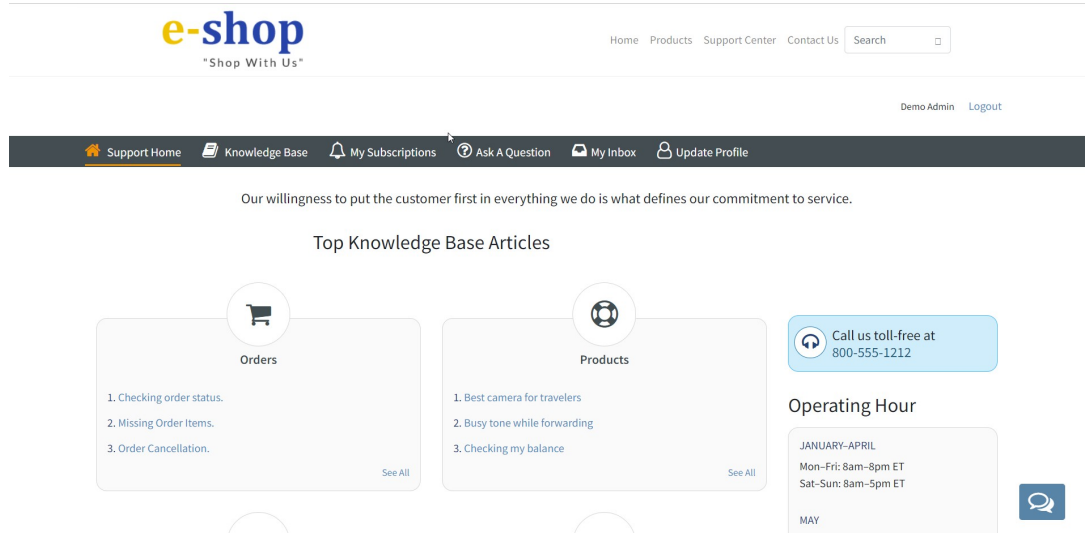 e-shop
"Shop With Us"
Home Products Support Center Contact Us Search
Demo Admin Logout
Support Home Knowledge Base My Subscriptions Ask A Question My Inbox Update Profile
Our willingness to put the customer first in everything we do is what defines our commitment to service.
Top Knowledge Base Articles
Orders
1. Checking order status.
2. Missing Order Items.
3. Order Cancellation.
See All
Products
1. Best camera for travelers
2. Busy tone while forwarding
3. Checking my balance
See All
Call us toll-free at
800-555-1212
Operating Hour
JANUARY–APRIL
Mon–Fri: 8am–8pm ET
Sat–Sun: 8am–5pm ET
MAY